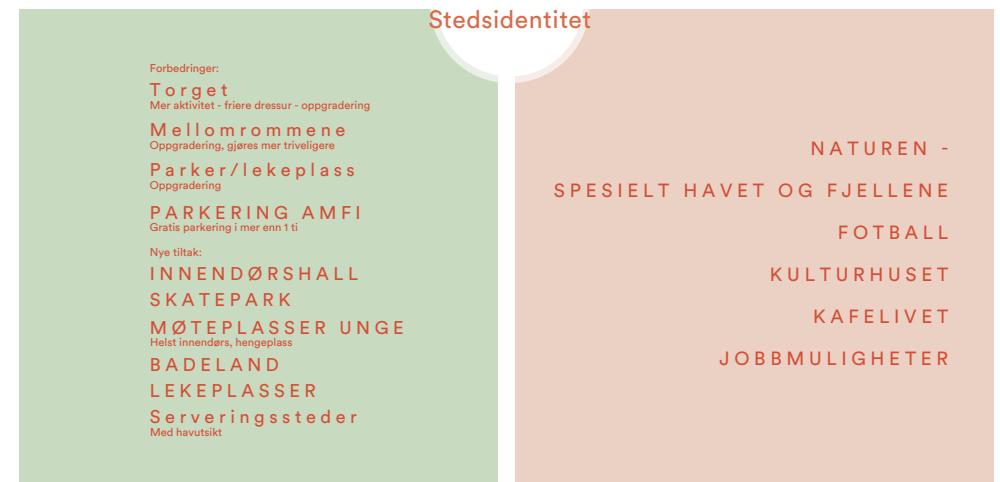 Stedsidentitet
Forbedringer:
Torget
Mer aktivitet - friere dressur - oppgradering
Mellomrommene
Oppgradering, gjøres mer triveligere
Parker/lekeplass
Oppgradering
PARKERING AMFI
Gratis parkering i mer enn 1 ti
Nye tiltak:
INNENDØRSHALL
SKATEPARK
MØTEPLASSER UNGE
Helst innendørs, hengeplass
BADELAND
LEKEPLASSER
Serveringssteder
Med havutsikt
NATUREN -
SPESIELT HAVET OG FJELLENE
FOTBALL
KULTURHUSET
KAFELIVET
JOBBMULIGHETER